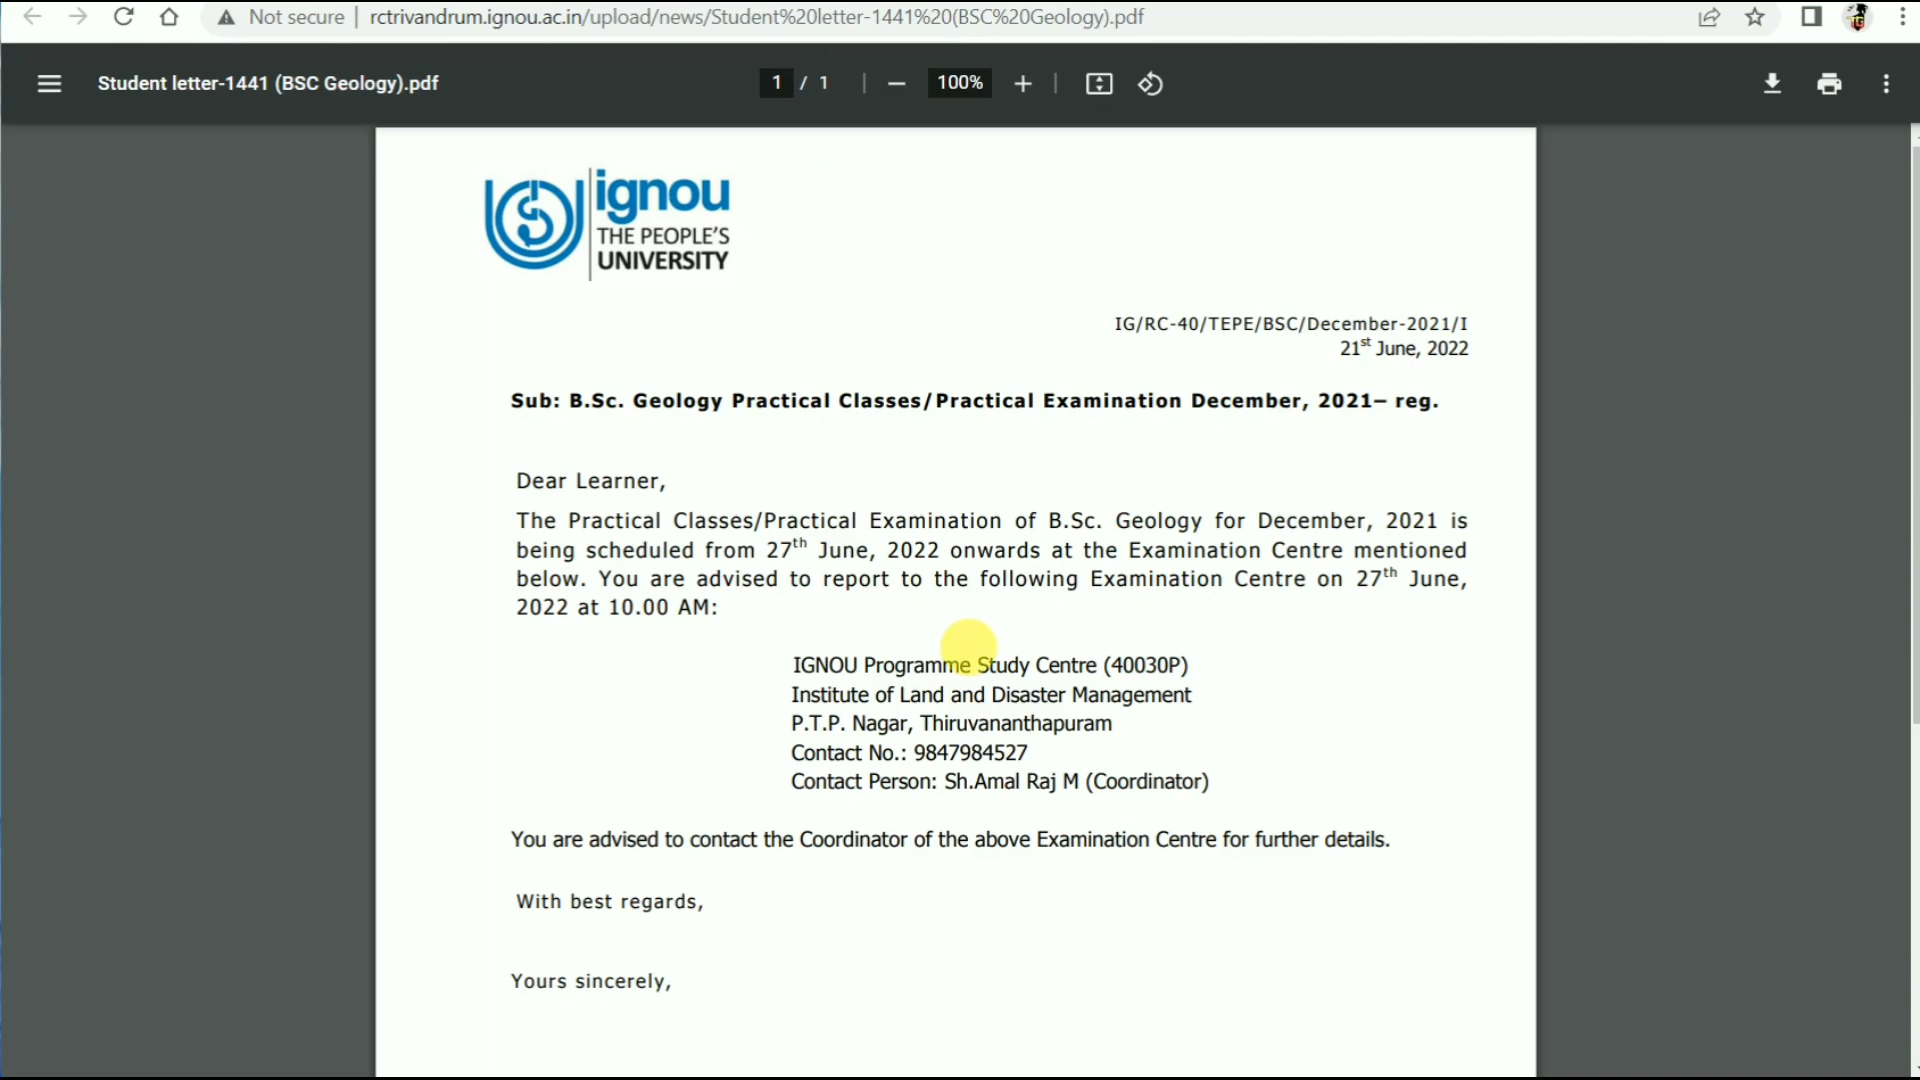 Not secure | rctrivandrum.ignou.ac.in/upload/news/Student%20letter-1441%20(BSC%20Geology).pdf
Student letter-1441 (BSC Geology).pdf
1 / 1
100%
ignou
THE PEOPLE'S
UNIVERSITY
IG/RC-40/TEPE/BSC/December-2021/I
21st June, 2022
Sub: B.Sc. Geology Practical Classes/Practical Examination December, 2021– reg.
Dear Learner,
The Practical Classes/Practical Examination of B.Sc. Geology for December, 2021 is
being scheduled from 27th June, 2022 onwards at the Examination Centre mentioned
below. You are advised to report to the following Examination Centre on 27th June,
2022 at 10.00 AM:
IGNOU Programme Study Centre (40030P)
Institute of Land and Disaster Management
P.T.P. Nagar, Thiruvananthapuram
Contact No.: 9847984527
Contact Person: Sh.Amal Raj M (Coordinator)
You are advised to contact the Coordinator of the above Examination Centre for further details.
With best regards,
Yours sincerely,